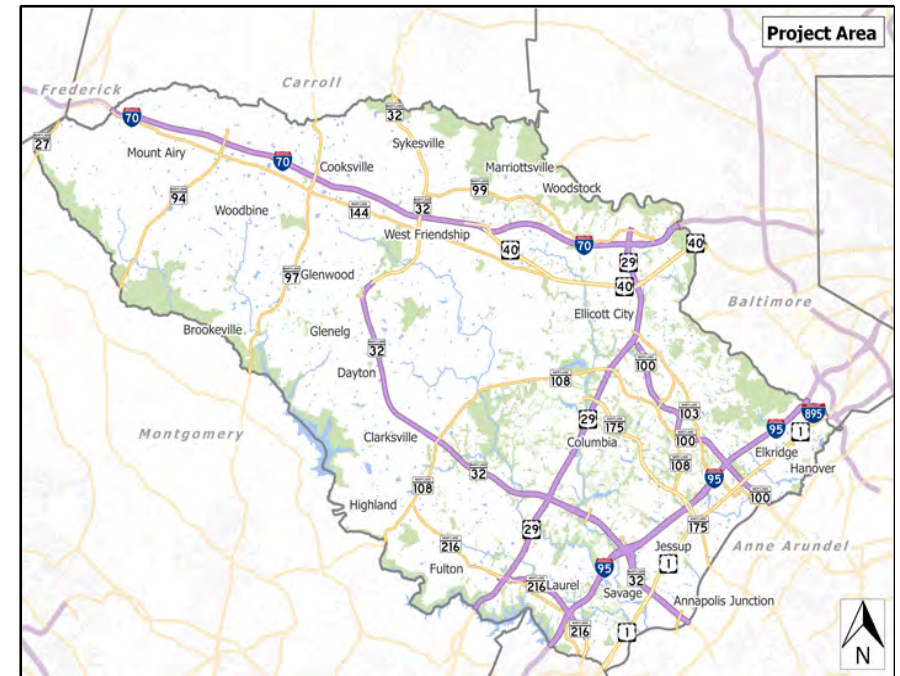 Project Area
Carroll
Frederick
32
70
27
Sykesville
Mount Airy
70
Cooksville
Marriottsville
99
Woodstock
94
Woodbine
144
32
West Friendship
40
70
29
40
97
Glenwood
40
Baltimore
Ellicott City
Brookeville
Glenelg
32
100
Dayton
108
103
895
29
175
95
1
Montgomery
Clarksville
Columbia
100
Elkridge
108
Hanover
32
95
108
100
Highland
29
175
216
Jessup
Anne Arundel
Fulton
95
1
32
216
Laurel
Savage
Annapolis Junction
216
1
N